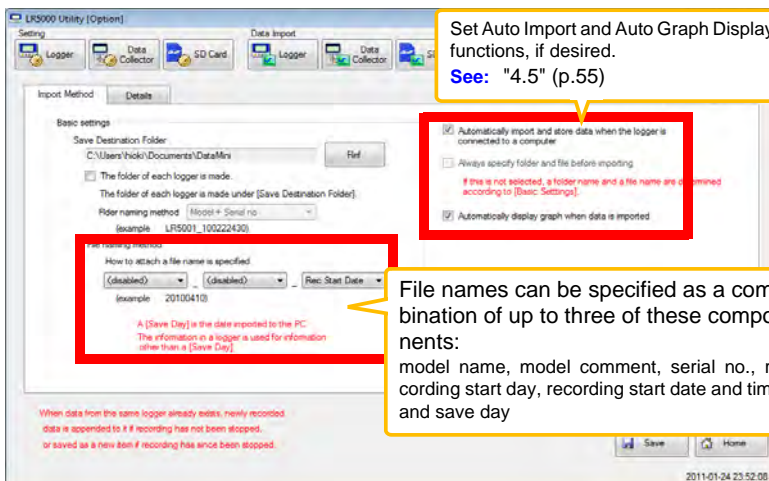 LR5000 Utility [Option]
Setting
Data Import
Logger
Data Collector
SD Card
Logger
Data Collector
Set Auto Import and Auto Graph Display
functions, if desired.
See: "4.5" (p.55)
Import Method
Details
Basic settings
Save Destination Folder
C:\Users\hioki\Documents\DataMini
Ref
The folder of each logger is made.
The folder of each logger is made under [Save Destination Folder].
Flder naming method
Model + Serial no
(example LR5001_100222430)
File naming method
How to attach a file name is specified.
(disabled) _ (disabled) _ Rec Start Date
(example 20100410)
A [Save Day] is the date imported to the PC.
The information in a logger is used for information
other than a [Save Day]
Automatically import and store data when the logger is
connected to a computer
Always specify folder and file before importing
If this is not selected, a folder name and a file name are determined
according to [Basic Settings].
Automatically display graph when data is imported
File names can be specified as a com
bination of up to three of these compo
nents:
model name, model comment, serial no., r
cording start day, recording start date and tim
and save day
When data from the same logger already exists, newly recorded
data is appended to it if recording has not been stopped,
or saved as a new item if recording has since been stopped.
Save
Home
2011-01-24 23:52:08